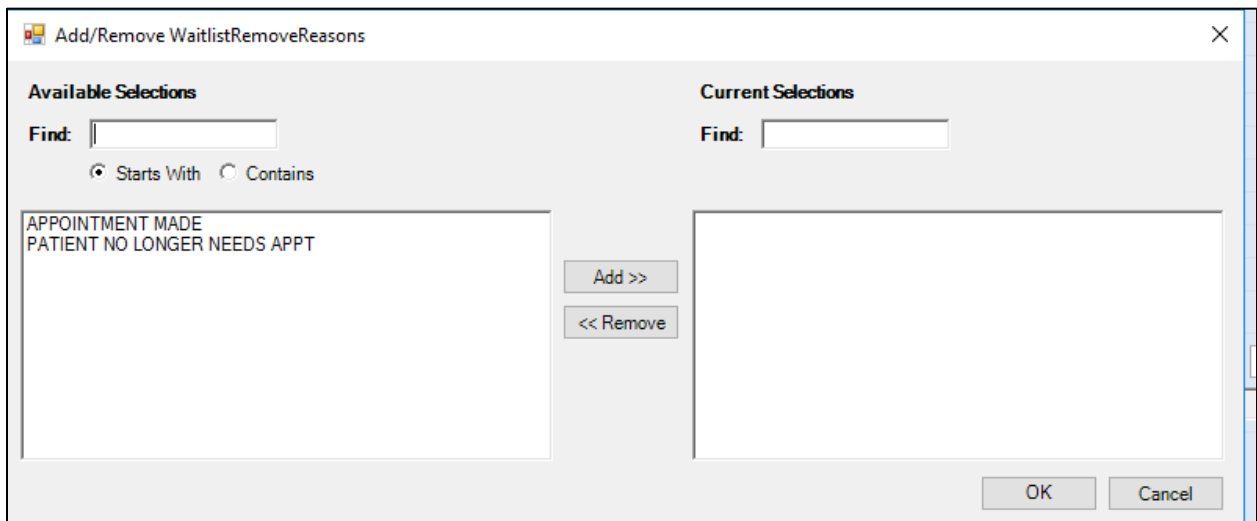 Add/Remove WaitlistRemoveReasons
Available Selections
Find:
Starts With Contains
APPOINTMENT MADE
PATIENT NO LONGER NEEDS APPT
Add >>
<< Remove
Current Selections
Find:
OK Cancel